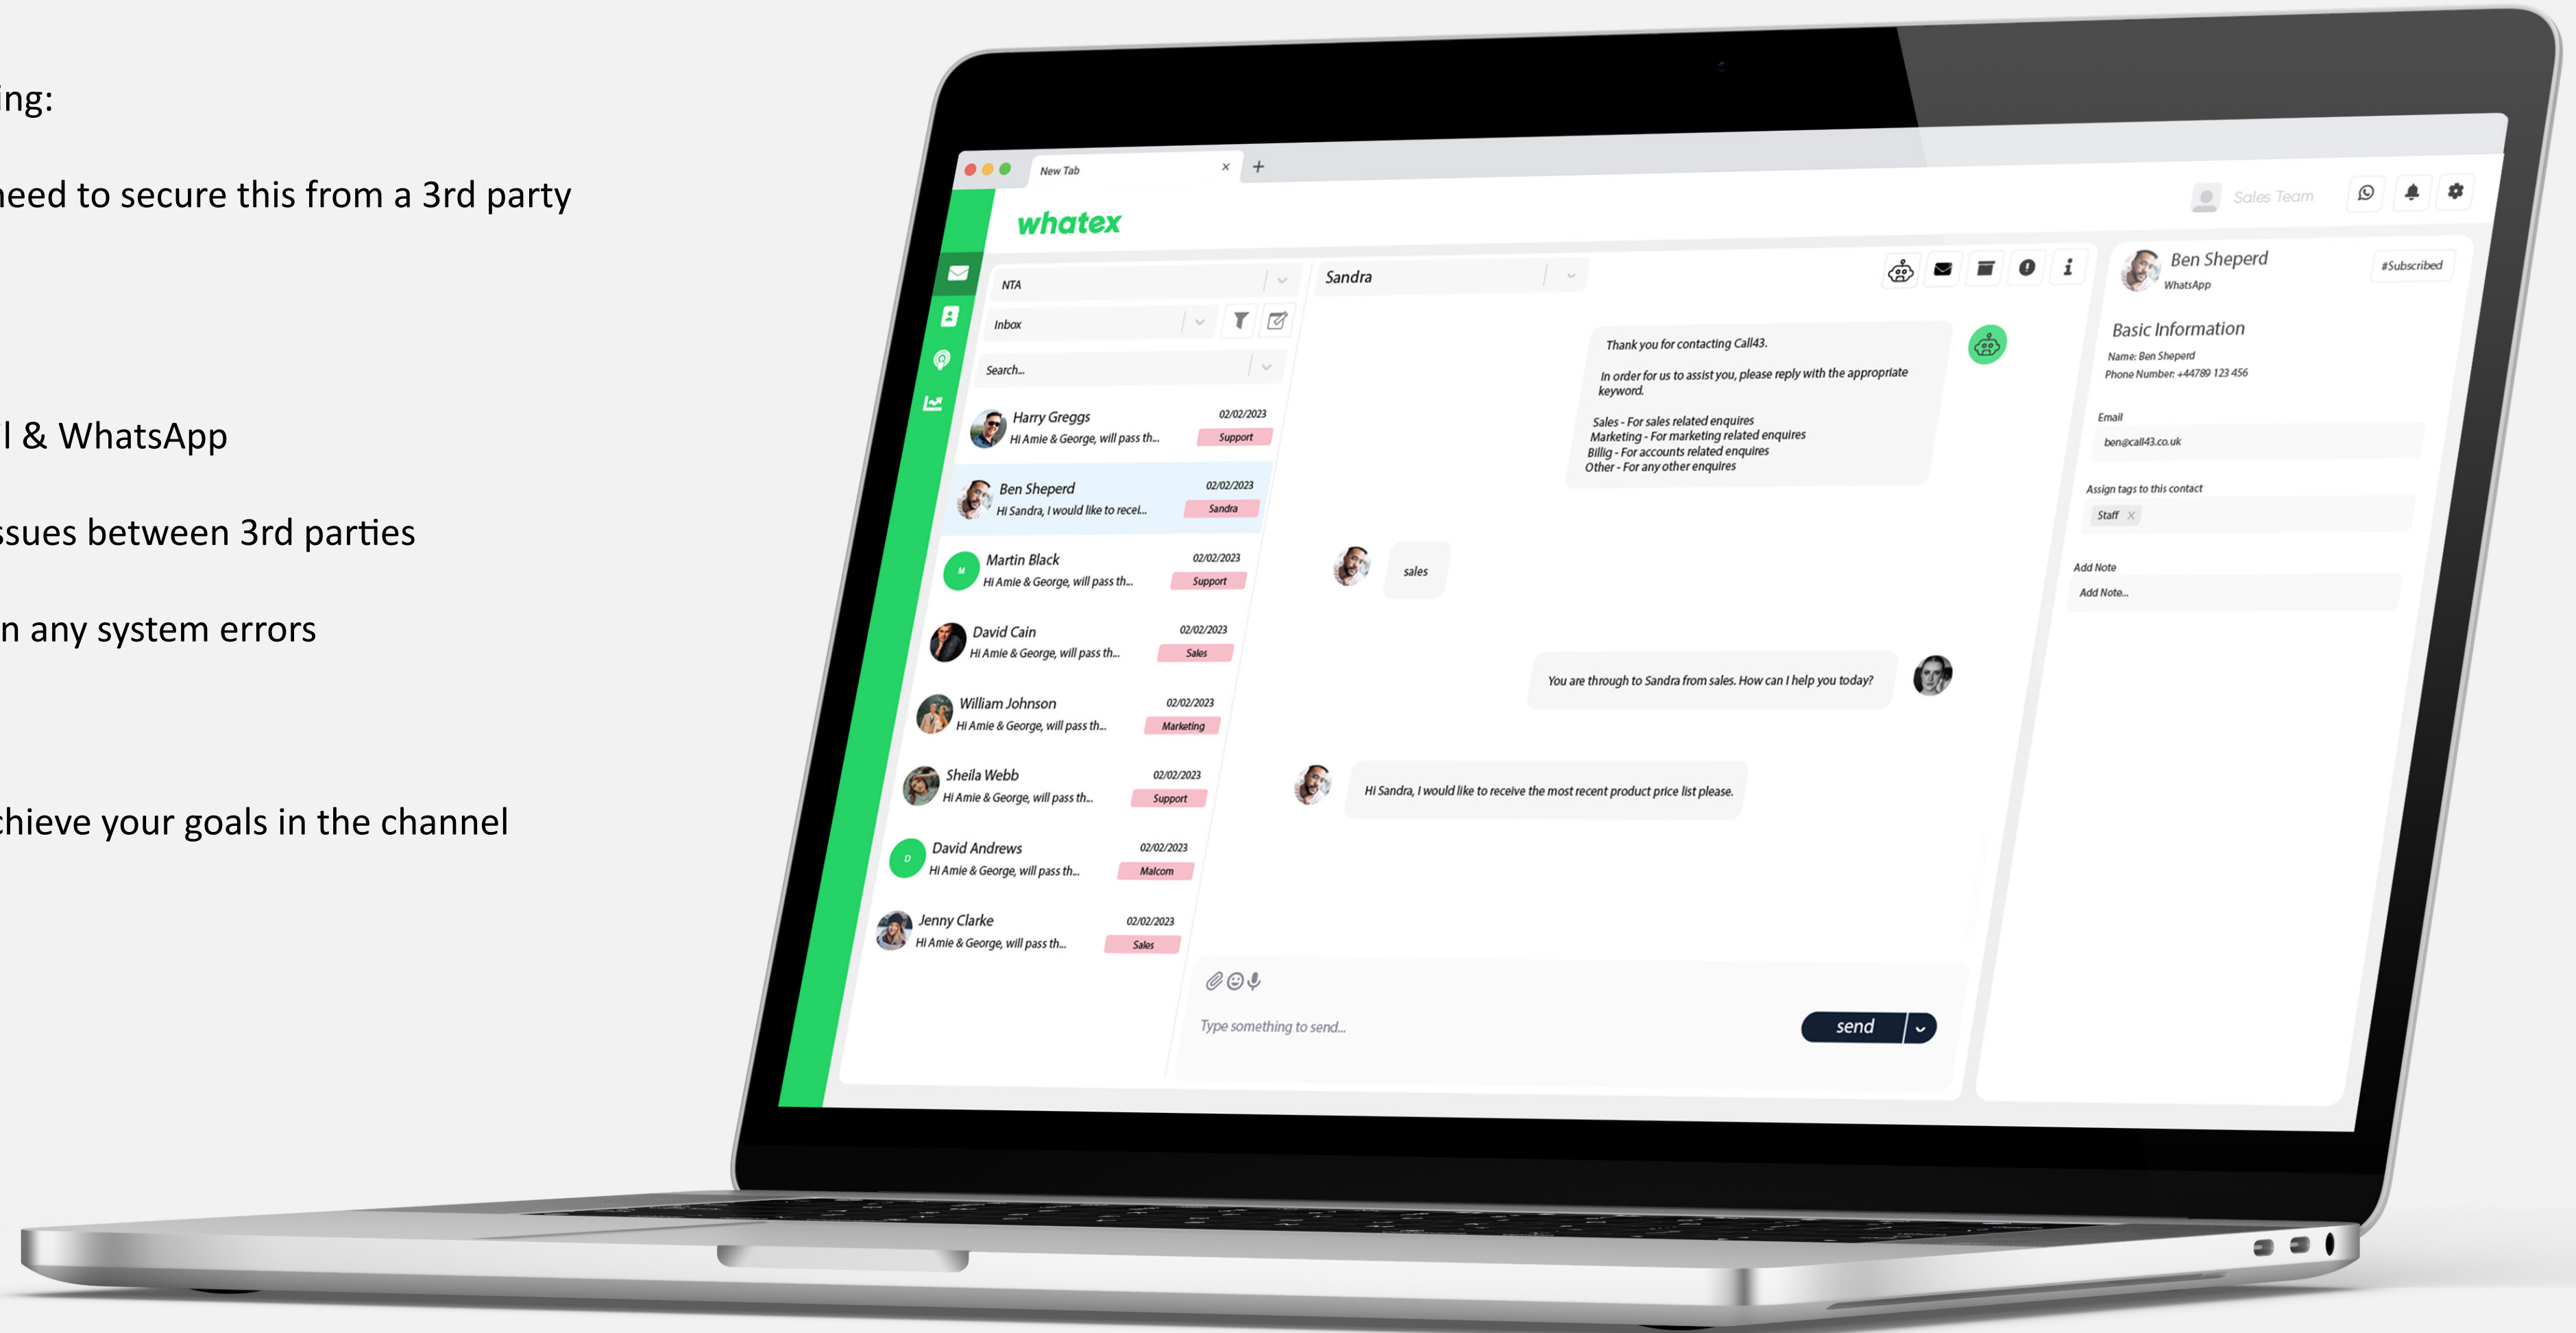 ing:
need to secure this from a 3rd party
l & WhatsApp
ssues between 3rd parties
n any system errors
chieve your goals in the channel
New Tab
whatex
Sales Team
NTA
Inbox
Search...
Harry Greggs
02/02/2023
Hi Amie & George, will pass th...
Support
Ben Sheperd
02/02/2023
Hi Sandra, I would like to recei...
Sandra
M
Martin Black
02/02/2023
Hi Amie & George, will pass th...
Support
David Cain
02/02/2023
Hi Amie & George, will pass th...
Sales
William Johnson
02/02/2023
Hi Amie & George, will pass th...
Marketing
Sheila Webb
02/02/2023
Hi Amie & George, will pass th...
Support
D
David Andrews
02/02/2023
Hi Amie & George, will pass th...
Malcom
Jenny Clarke
02/02/2023
Hi Amie & George, will pass th...
Sales
Sandra
Thank you for contacting Call43.
In order for us to assist you, please reply with the appropriate
keyword.
Sales - For sales related enquires
Marketing - For marketing related enquires
Billig - For accounts related enquires
Other - For any other enquires
sales
You are through to Sandra from sales. How can I help you today?
Hi Sandra, I would like to receive the most recent product price list please.
Type something to send...
send
Ben Sheperd
WhatsApp
#Subscribed
Basic Information
Name: Ben Sheperd
Phone Number: +44789 123 456
Email
ben@call43.co.uk
Assign tags to this contact
Staff
Add Note
Add Note...